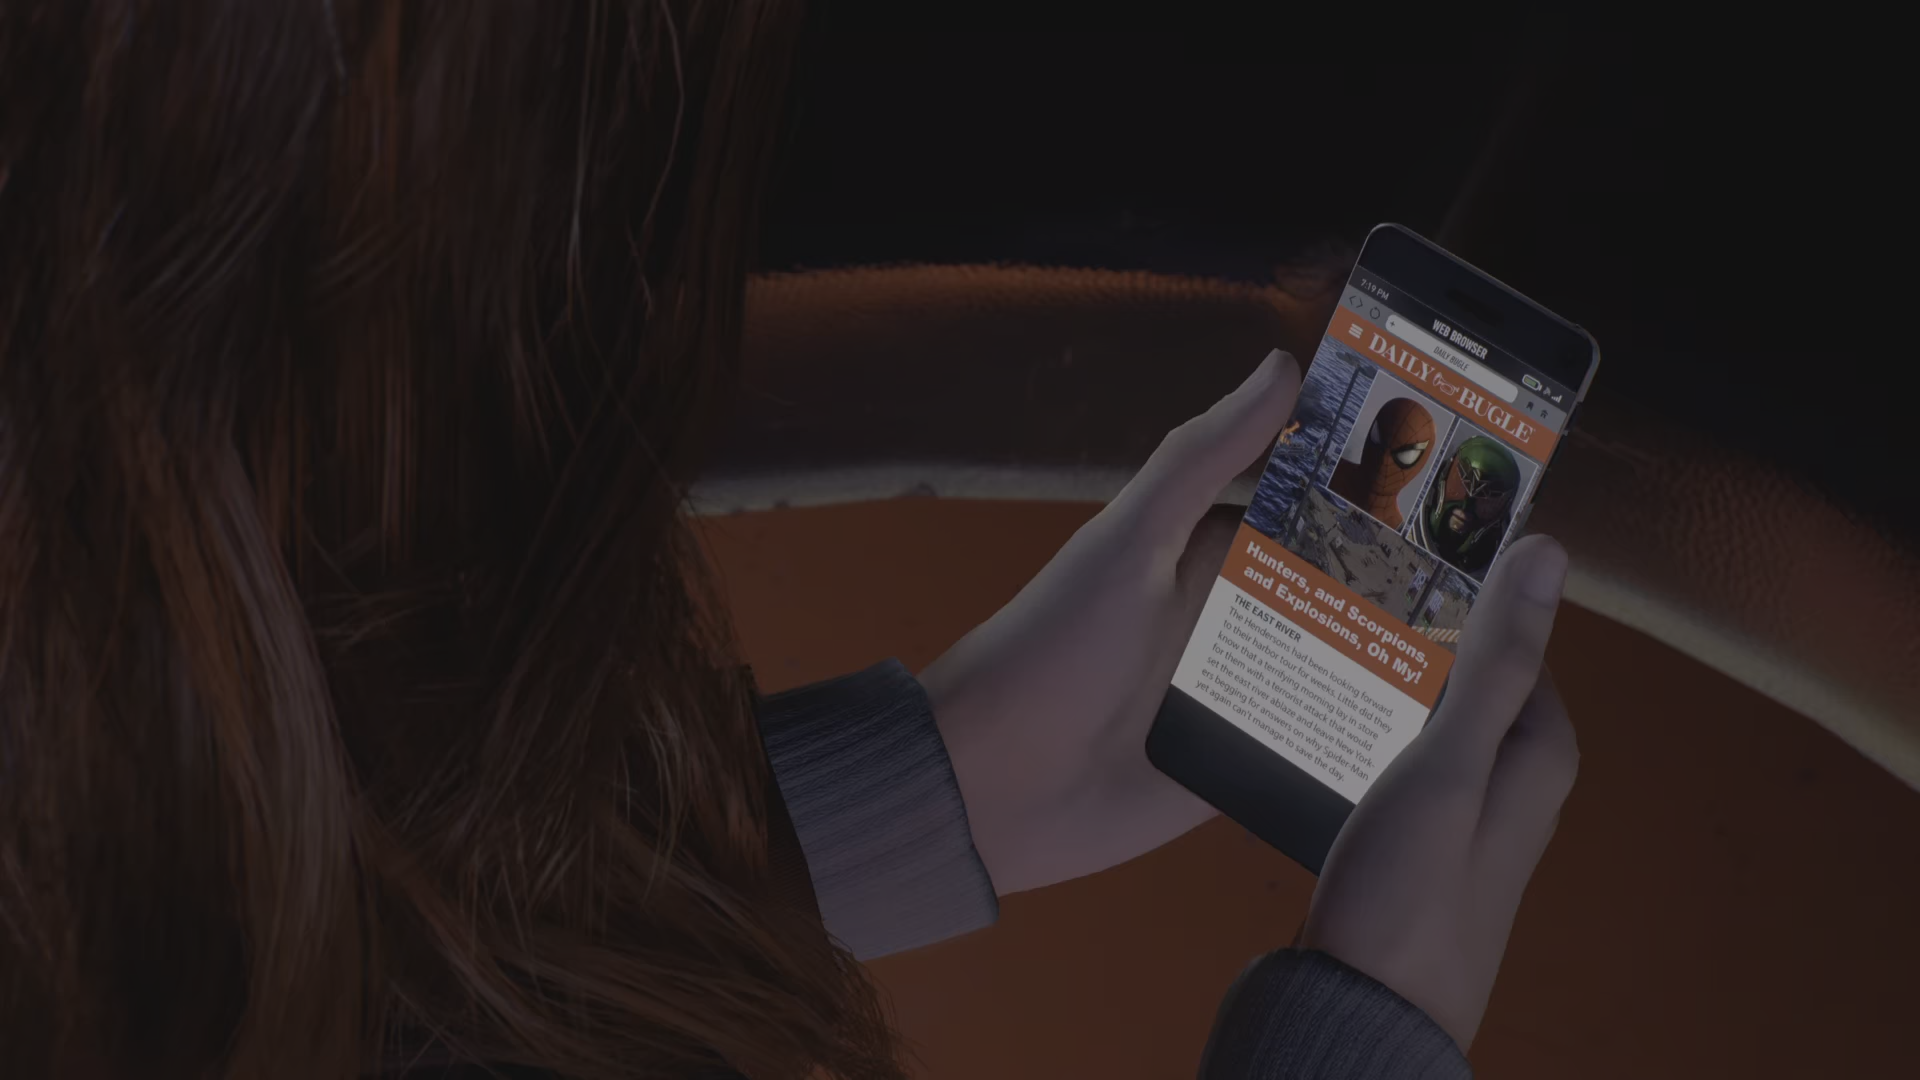 7:19 PM
WEB BROWSER
DAILY BUGLE
DAILY BUGLE
Hunters, and Scorpions,
and Explosions, Oh My!
THE EAST RIVER
The Hendersons had been looking forward
to their harbor tour for weeks. Little did they
know that a terrifying morning lay in store
for them with a terrorist attack that would
set the east river ablaze and leave New York-
ers begging for answers on why Spider-Man
yet again can't manage to save the day.